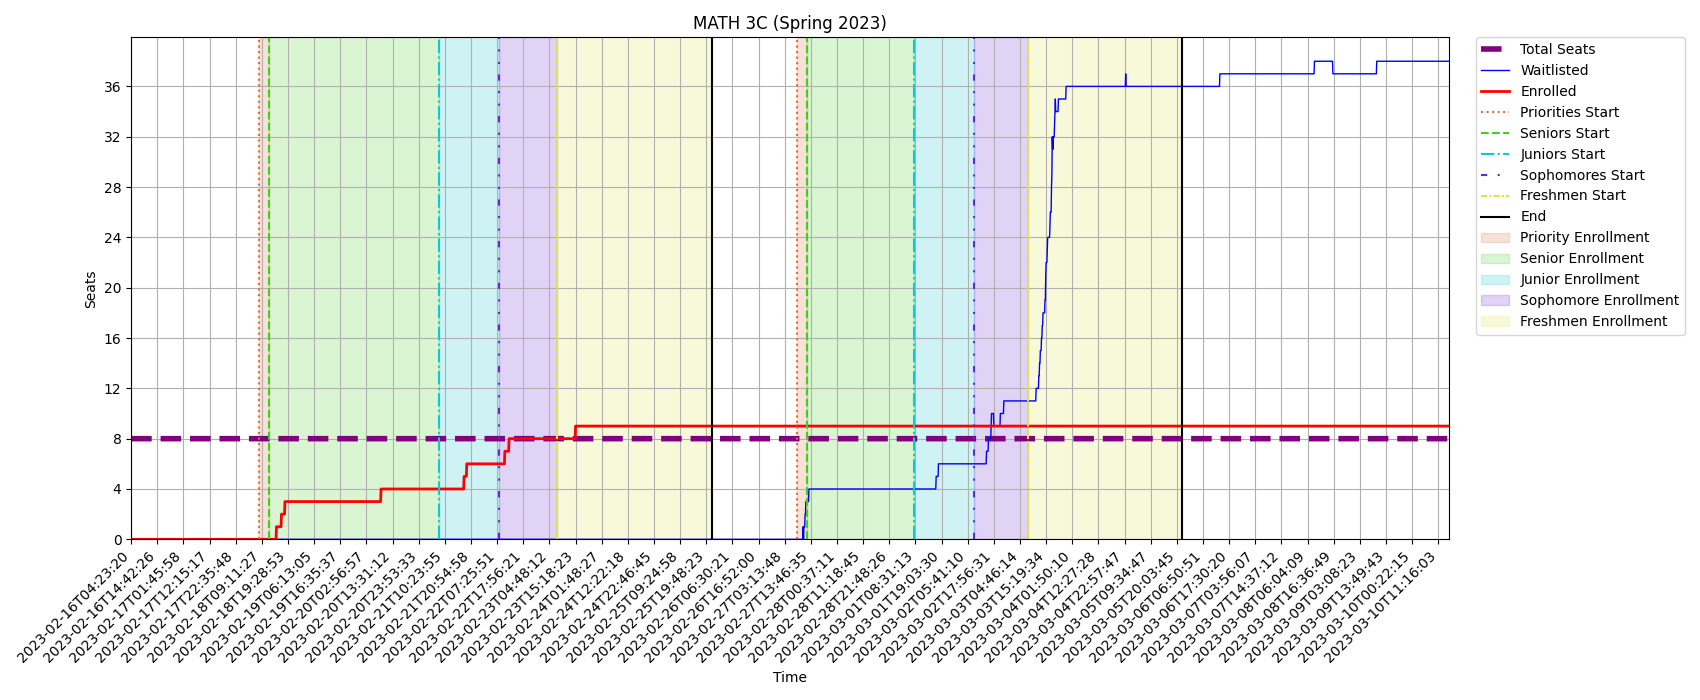 MATH 3C (Spring 2023)
Seats
36
32
28
24
20
16
12
8
4
0
2023-02-16T04:23:20
2023-02-16T14:42:26
2023-02-17T01:45:58
2023-02-17T12:15:17
2023-02-17T22:35:48
2023-02-18T09:11:27
2023-02-18T19:28:53
2023-02-19T06:13:05
2023-02-19T16:35:37
2023-02-20T02:56:57
2023-02-20T13:31:12
2023-02-20T23:53:33
2023-02-21T10:23:55
2023-02-21T20:54:58
2023-02-22T07:25:51
2023-02-22T17:56:21
2023-02-23T04:48:12
2023-02-23T15:18:23
2023-02-24T01:48:27
2023-02-24T12:22:18
2023-02-24T22:46:45
2023-02-25T09:24:58
2023-02-25T19:48:23
2023-02-26T06:30:21
2023-02-26T16:52:00
2023-02-27T03:13:48
2023-02-27T13:46:35
2023-02-28T00:37:11
2023-02-28T11:18:45
2023-02-28T21:48:26
2023-03-01T08:31:13
2023-03-01T19:03:30
2023-03-02T05:41:10
2023-03-02T17:56:31
2023-03-03T04:46:14
2023-03-03T15:19:34
2023-03-04T01:50:10
2023-03-04T12:27:28
2023-03-04T22:57:47
2023-03-05T09:34:47
2023-03-05T20:03:45
2023-03-06T06:50:51
2023-03-06T17:30:20
2023-03-07T03:56:07
2023-03-07T14:37:12
2023-03-08T06:04:09
2023-03-08T16:36:49
2023-03-09T03:08:23
2023-03-09T13:49:43
2023-03-10T00:22:15
2023-03-10T11:16:03
Time
Total Seats
Waitlisted
Enrolled
Priorities Start
Seniors Start
Juniors Start
Sophomores Start
Freshmen Start
End
Priority Enrollment
Senior Enrollment
Junior Enrollment
Sophomore Enrollment
Freshmen Enrollment